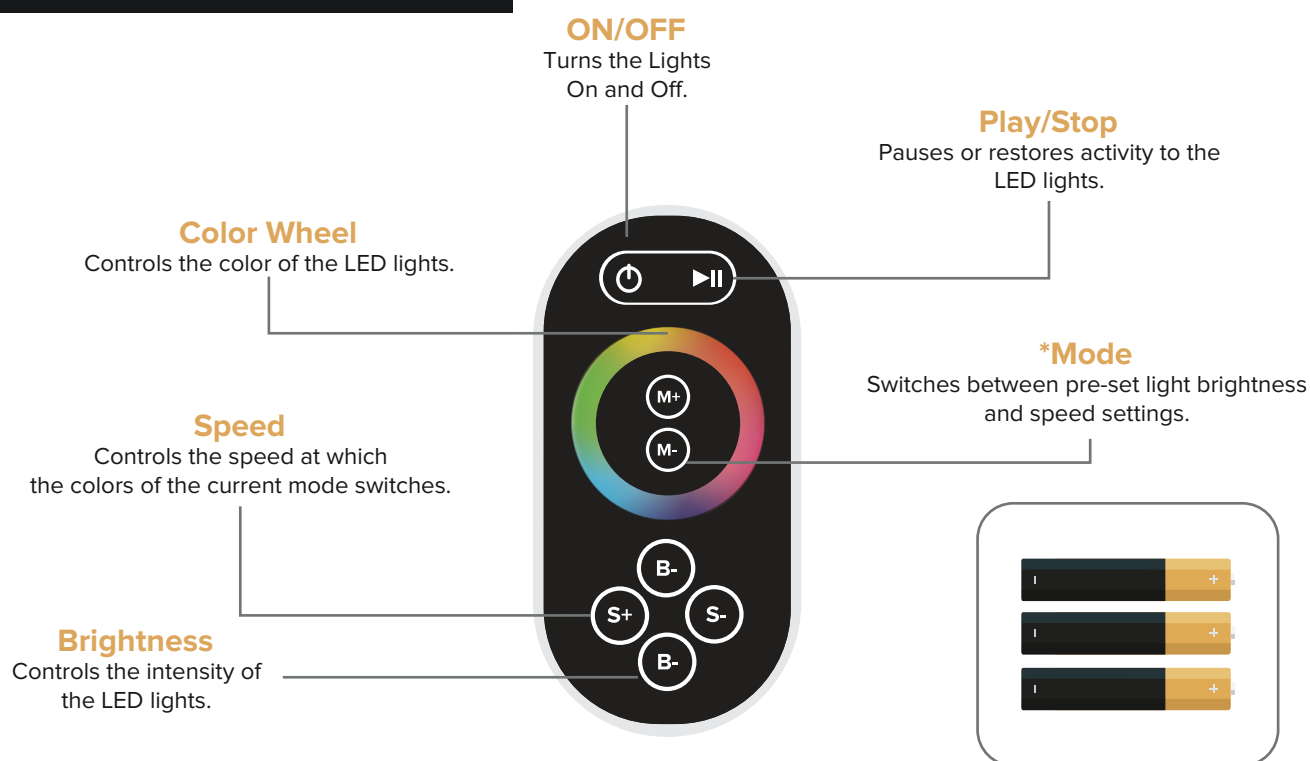 ON/OFF
Turns the Lights
On and Off.
Play/Stop
Pauses or restores activity to the
LED lights.
Color Wheel
Controls the color of the LED lights.
*Mode
Switches between pre-set light brightness
and speed settings.
M+
M-
Speed
Controls the speed at which
the colors of the current mode switches.
B-
S+
S-
B-
Brightness
Controls the intensity of
the LED lights.
- +
- +
- +